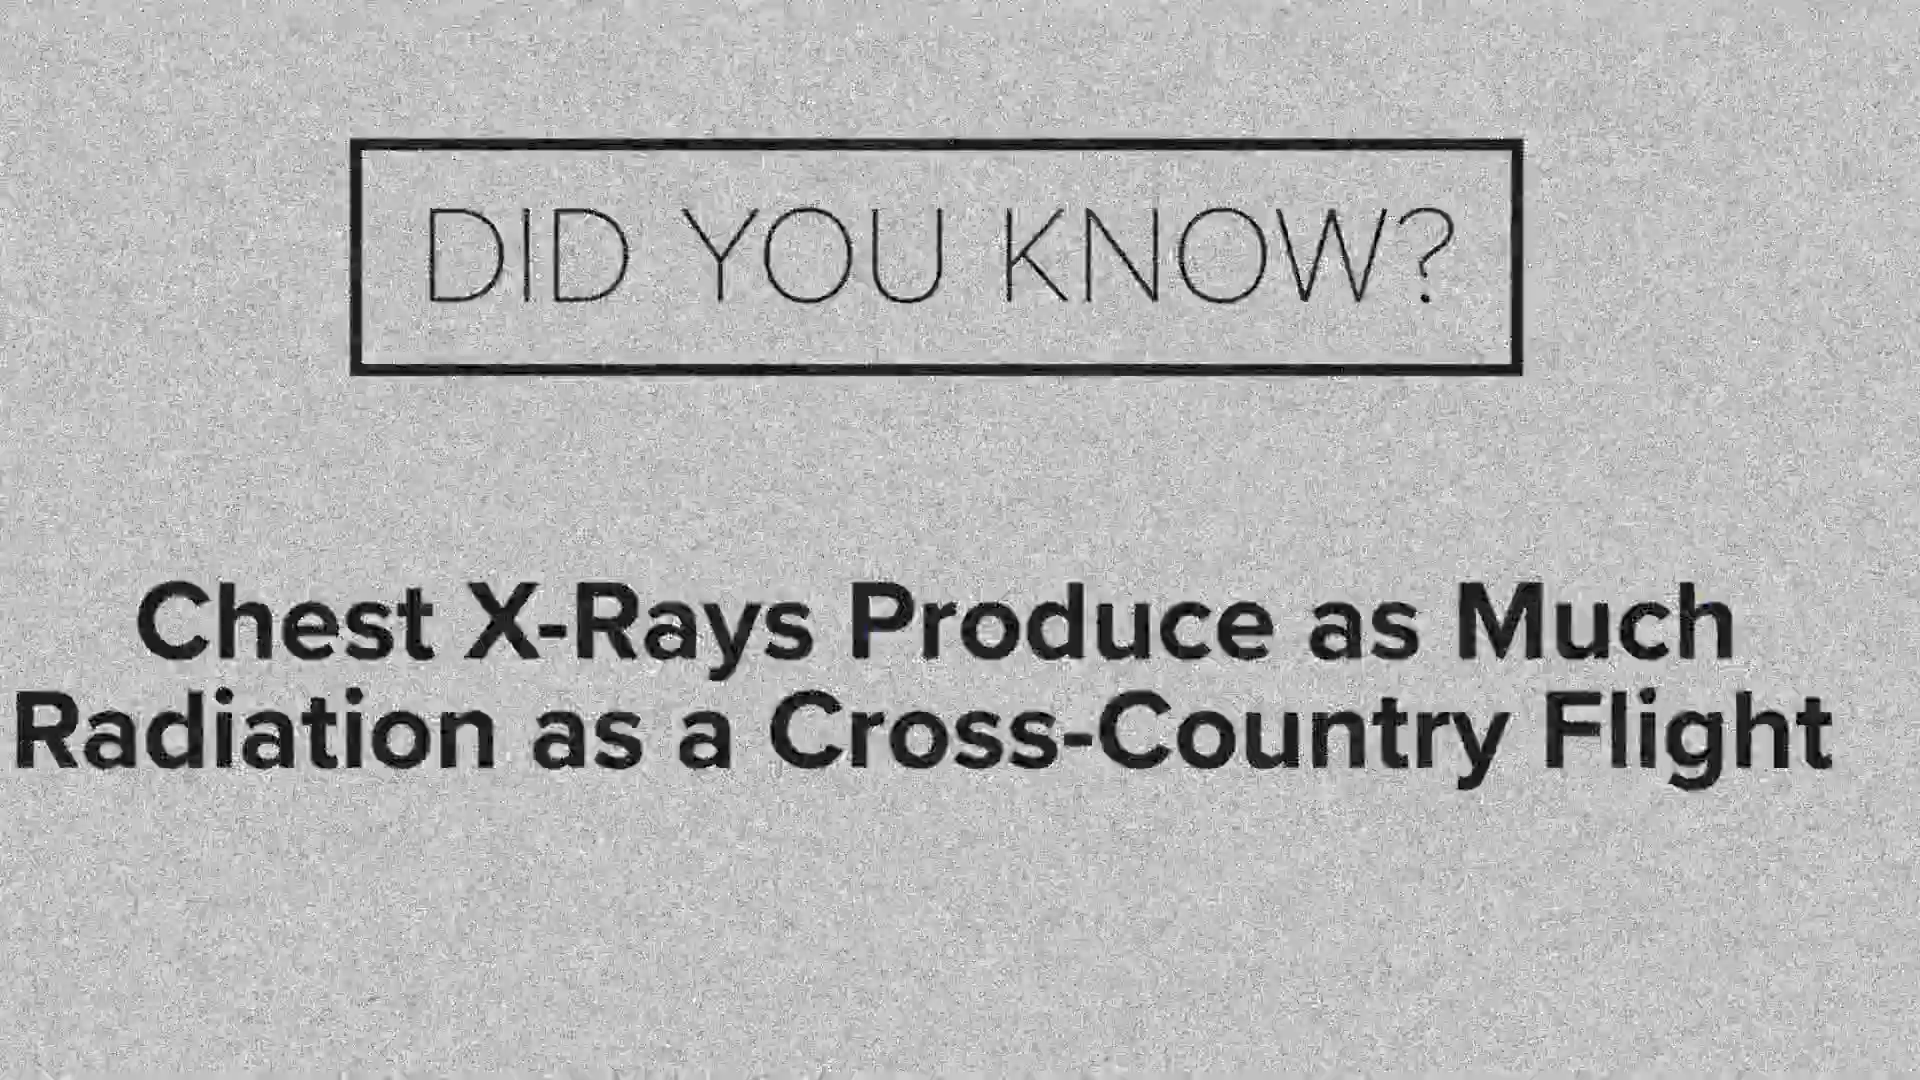 DID YOU KNOW?
Chest X-Rays Produce as Much
Radiation as a Cross-Country Flight